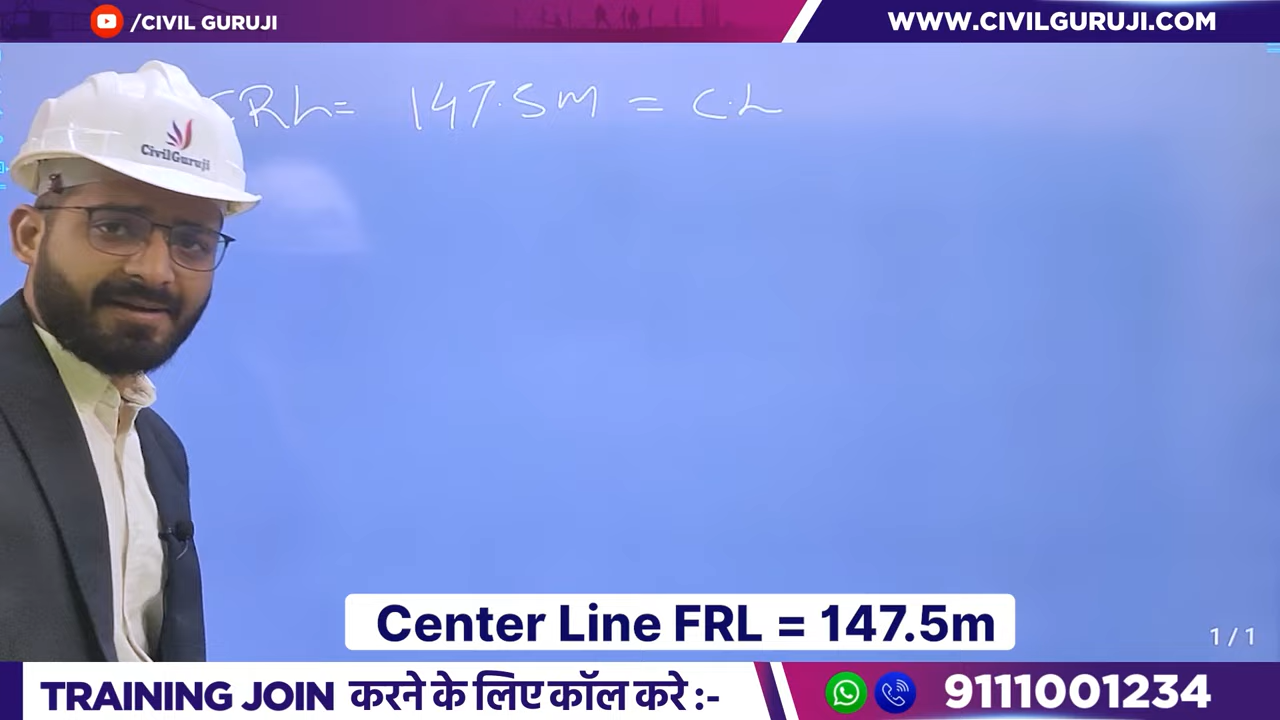 /CIVIL GURUJI
WWW.CIVILGURUJI.COM
FRL= 147.5m = C.L
CivilGuruji
Center Line FRL = 147.5m
1/1
TRAINING JOIN करने के लिए कॉल करे :-
9111001234